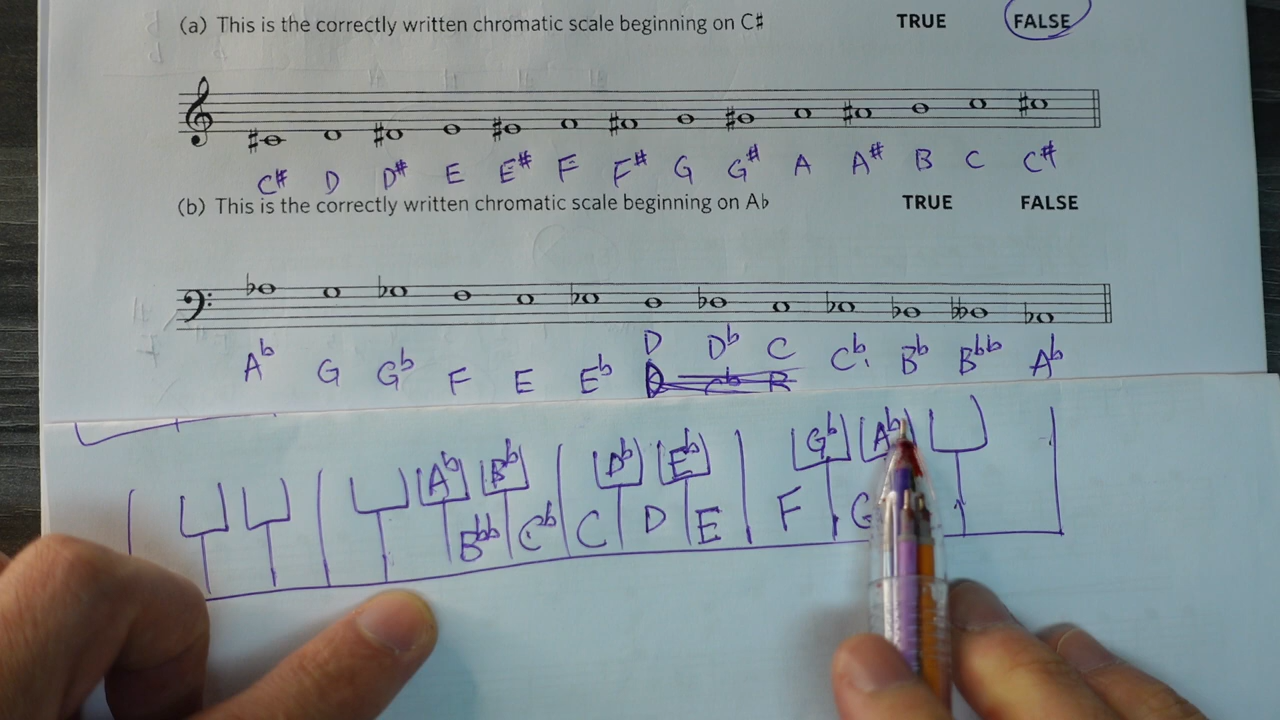 (a) This is the correctly written chromatic scale beginning on C♯ TRUE FALSE
C# D D# E E# F F# G G# A A# B C C#
(b) This is the correctly written chromatic scale beginning on A♭ TRUE FALSE
D D♭ C
A♭ G G♭ F E E♭ C♭ B♭ B♭♭ A♭
A♭ B♭ D♭ E♭ G♭ A♭
B♭♭ C♭ C D E F G